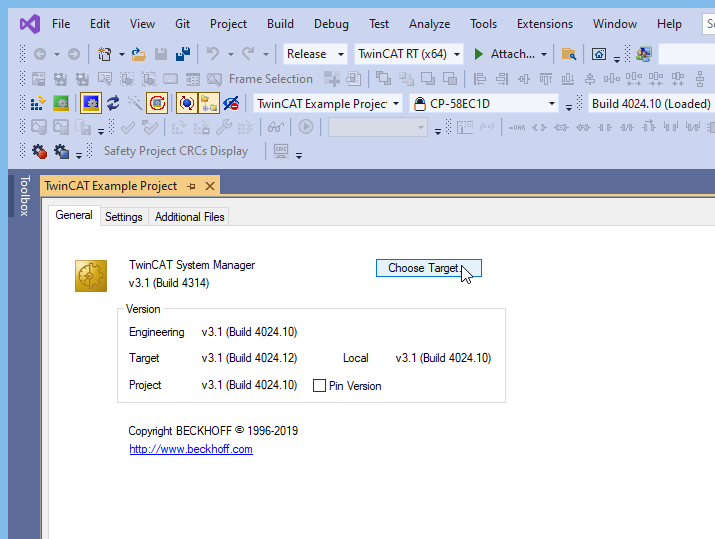 File Edit View Git Project Build Debug Test Analyze Tools Extensions Window Help
Release TwinCAT RT (x64) Attach...
Frame Selection
TwinCAT Example Projec CP-58EC1D Build 4024.10 (Loaded)
Safety Project CRCs Display
Toolbox
TwinCAT Example Project
General Settings Additional Files
TwinCAT System Manager Choose Target.
v3.1 (Build 4314)
Version
Engineering v3.1 (Build 4024.10)
Target v3.1 (Build 4024.12) Local v3.1 (Build 4024.10)
Project v3.1 (Build 4024.10) Pin Version
Copyright BECKHOFF © 1996-2019
http://www.beckhoff.com